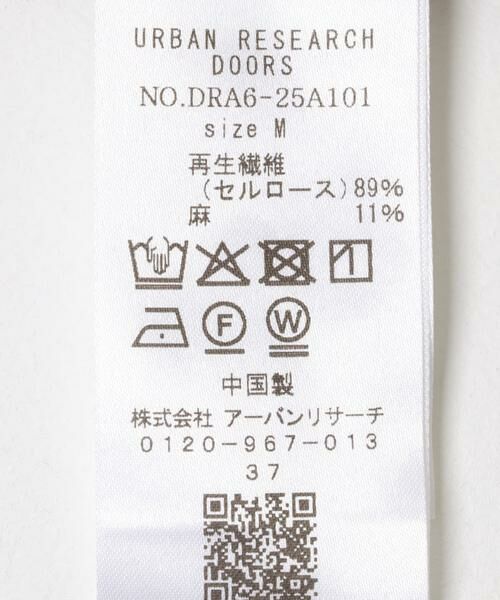 URBAN RESEARCH
DOORS
NO.DRA6-25A101
size M
再生繊維
(セルロース)89%
麻 11%
F W
中国製
株式会社 アーバンリサーチ
0120-967-013
37